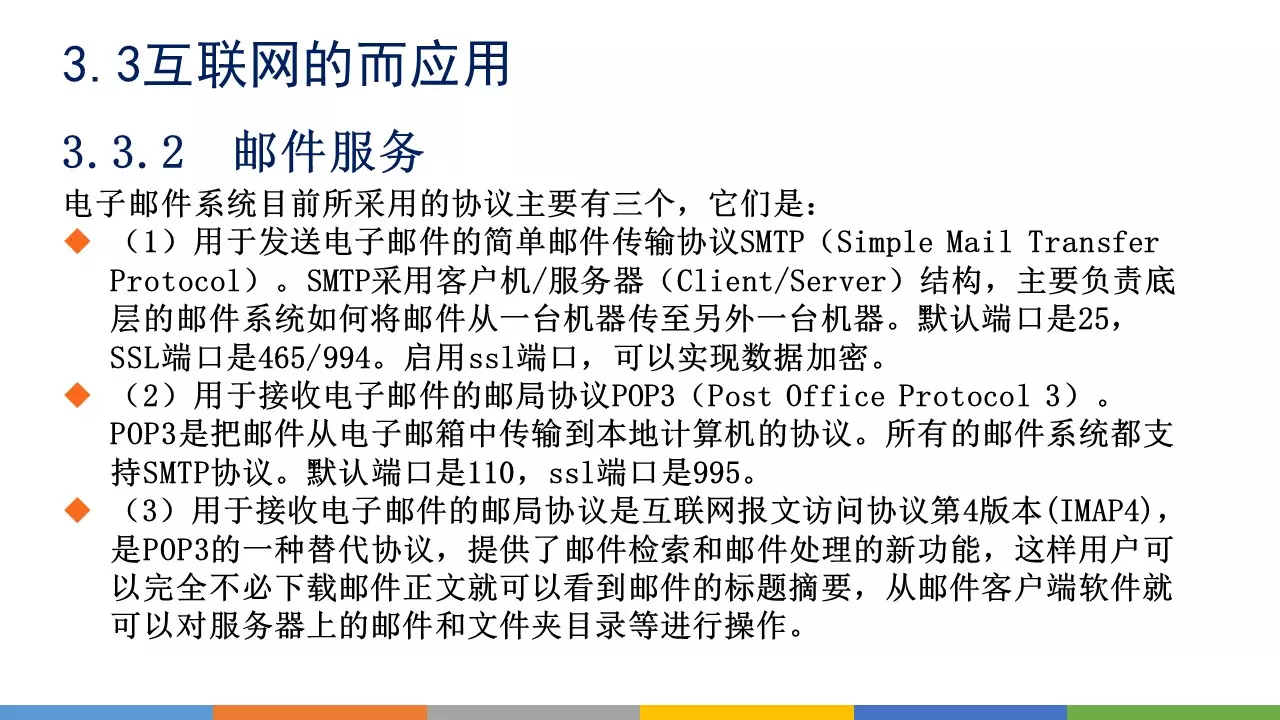 3.3互联网的而应用
3.3.2 邮件服务
电子邮件系统目前所采用的协议主要有三个，它们是：
◆ （1）用于发送电子邮件的简单邮件传输协议SMTP（Simple Mail Transfer
Protocol）。SMTP采用客户机/服务器（Client/Server）结构，主要负责底
层的邮件系统如何将邮件从一台机器传至另外一台机器。默认端口是25，
SSL端口是465/994。启用ssl端口，可以实现数据加密。
◆ （2）用于接收电子邮件的邮局协议POP3（Post Office Protocol 3）。
POP3是把邮件从电子邮箱中传输到本地计算机的协议。所有的邮件系统都支
持SMTP协议。默认端口是110，ssl端口是995。
◆ （3）用于接收电子邮件的邮局协议是互联网报文访问协议第4版本(IMAP4)，
是POP3的一种替代协议，提供了邮件检索和邮件处理的新功能，这样用户可
以完全不必下载邮件正文就可以看到邮件的标题摘要，从邮件客户端软件就
可以对服务器上的邮件和文件夹目录等进行操作。